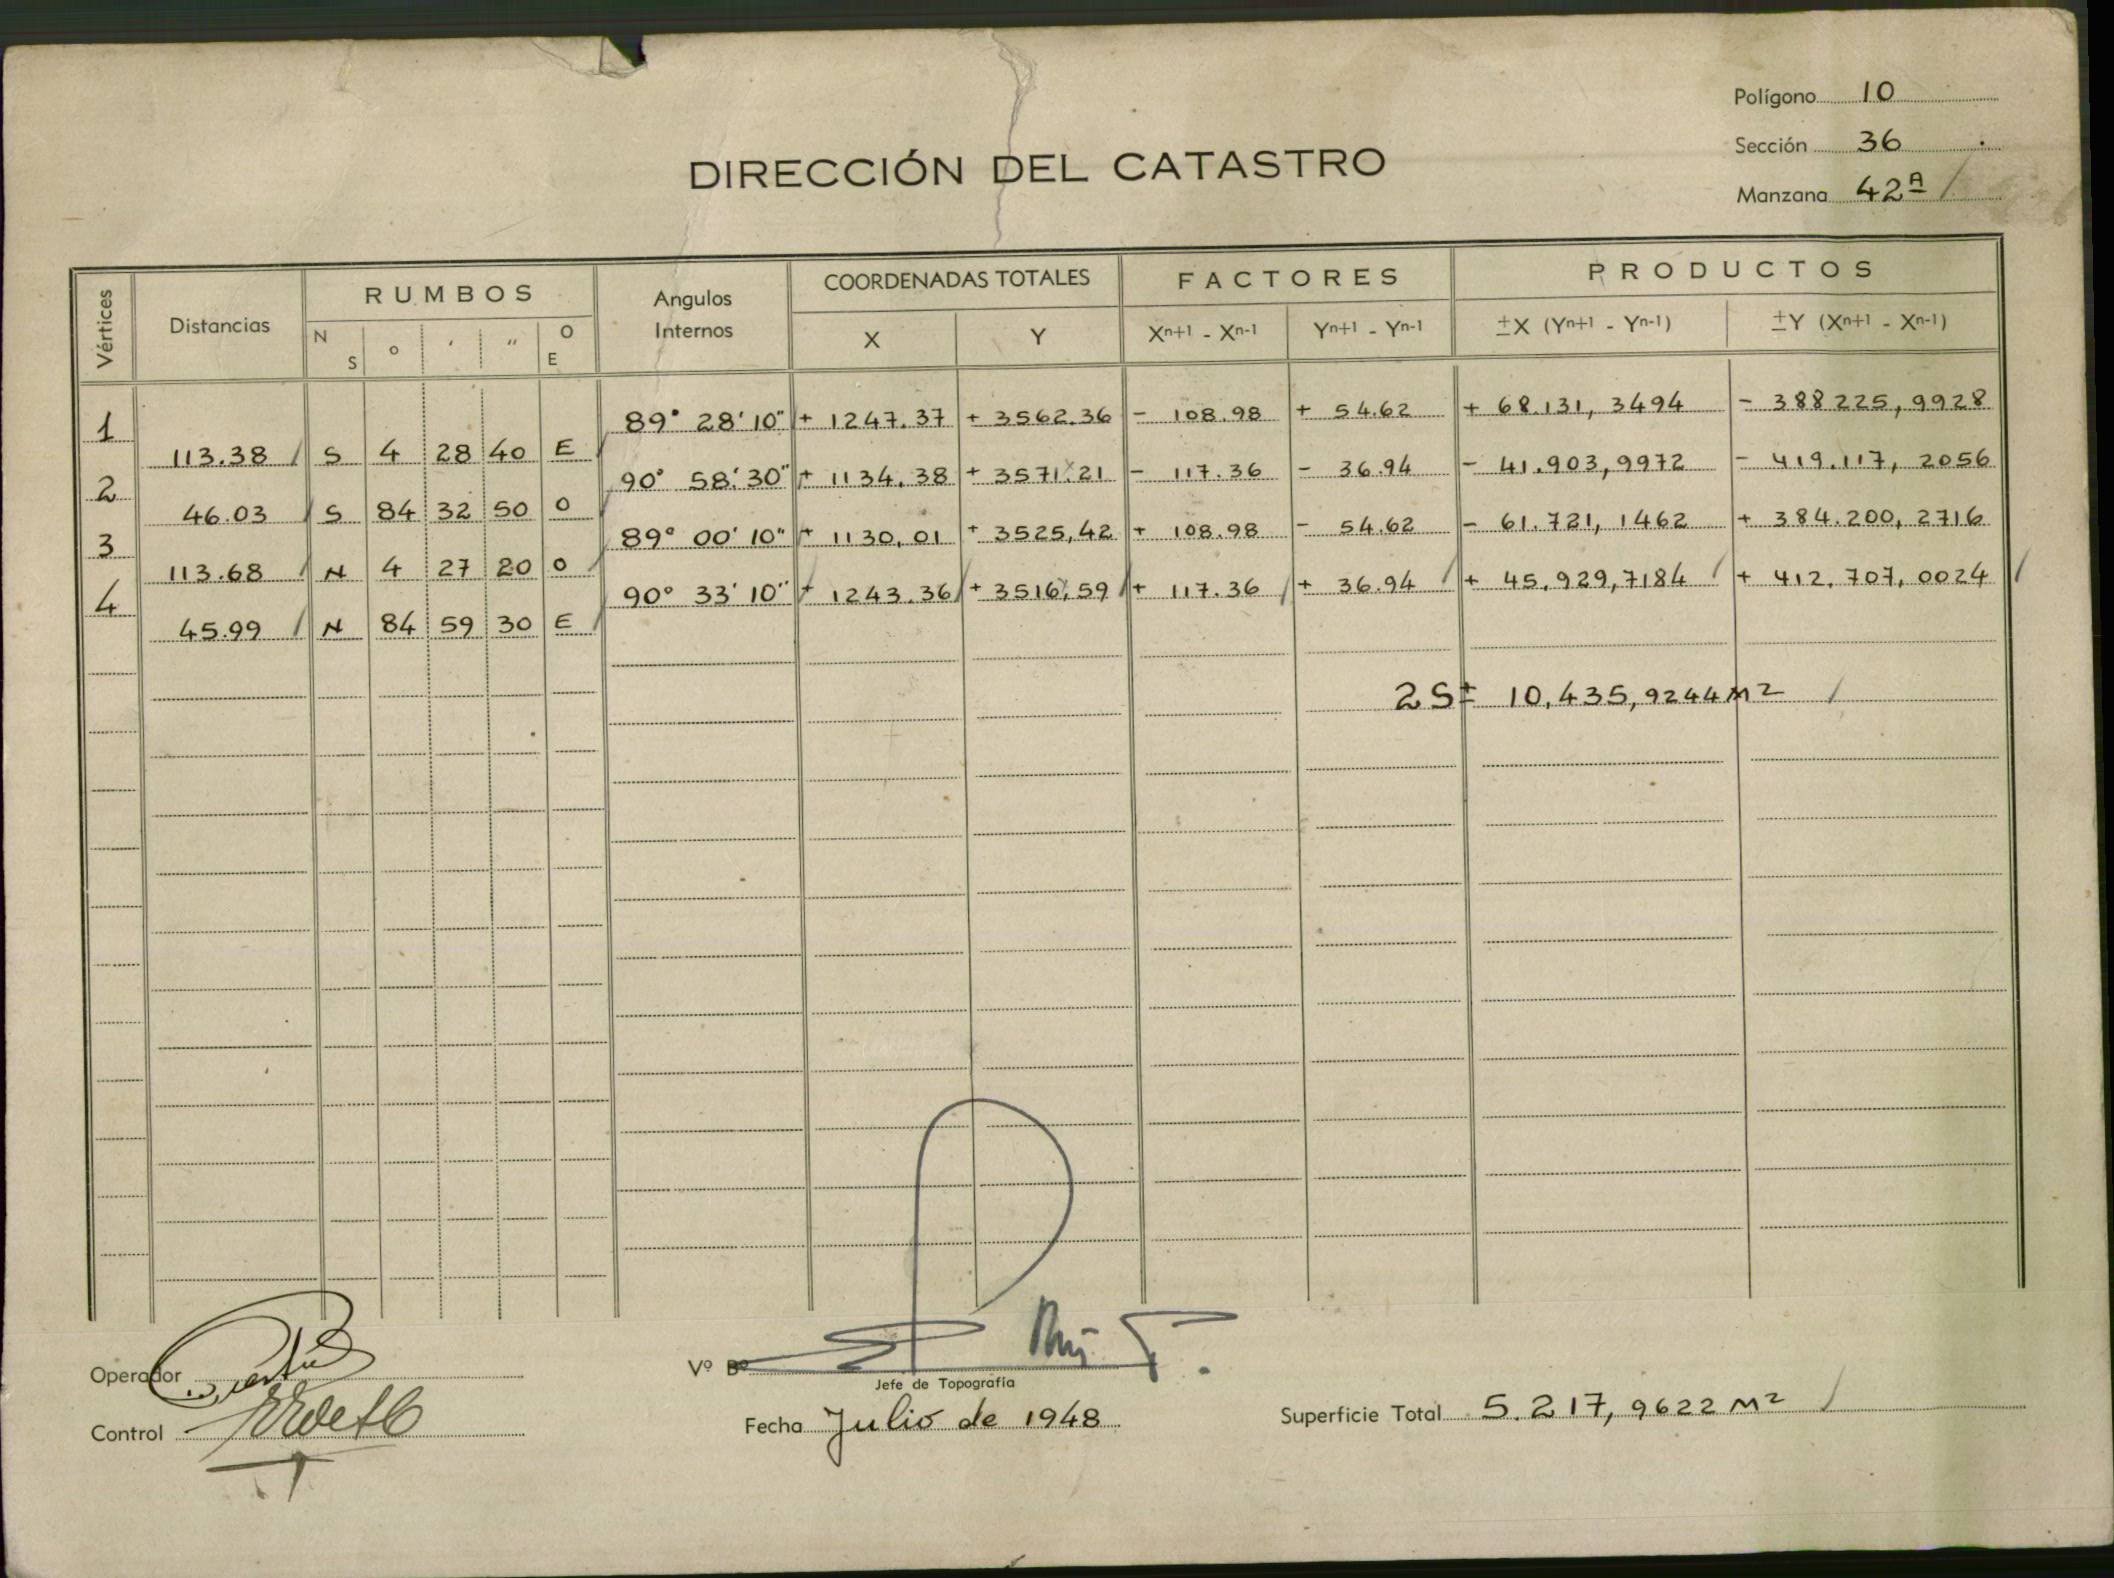 Polígono 10
Sección 36
Manzana 42A
DIRECCIÓN DEL CATASTRO
Vértices Distancias RUMBOS Angulos Internos COORDENADAS TOTALES FACTORES PRODUCTOS
N S o ' " O E X Y Xn+1 - Xn-1 Yn+1 - Yn-1 ±X (Yn+1 - Yn-1) ±Y (Xn+1 - Xn-1)
1 89° 28' 10" + 1247.37 + 3562.36 - 108.98 + 54.62 + 68.131,3494 - 388225,9928
113.38 S 4 28 40 E
2 90° 58' 30" + 1134.38 + 3571.21 - 117.36 - 36.94 - 41.903,9972 - 419.117,2056
46.03 S 84 32 50 O
3 89° 00' 10" + 1130,01 + 3525,42 + 108.98 - 54.62 - 61.721,1462 + 384.200,2716
113.68 N 4 27 20 O
4 90° 33' 10" + 1243.36 + 3516,59 + 117.36 + 36.94 + 45,929,7184 + 412.707,0024
45.99 N 84 59 30 E
2S ± 10,435,9244 M2
Operador
Vº Bº
Jefe de Topografía
Control
Fecha Julio de 1948
Superficie Total 5.217,9622 M2